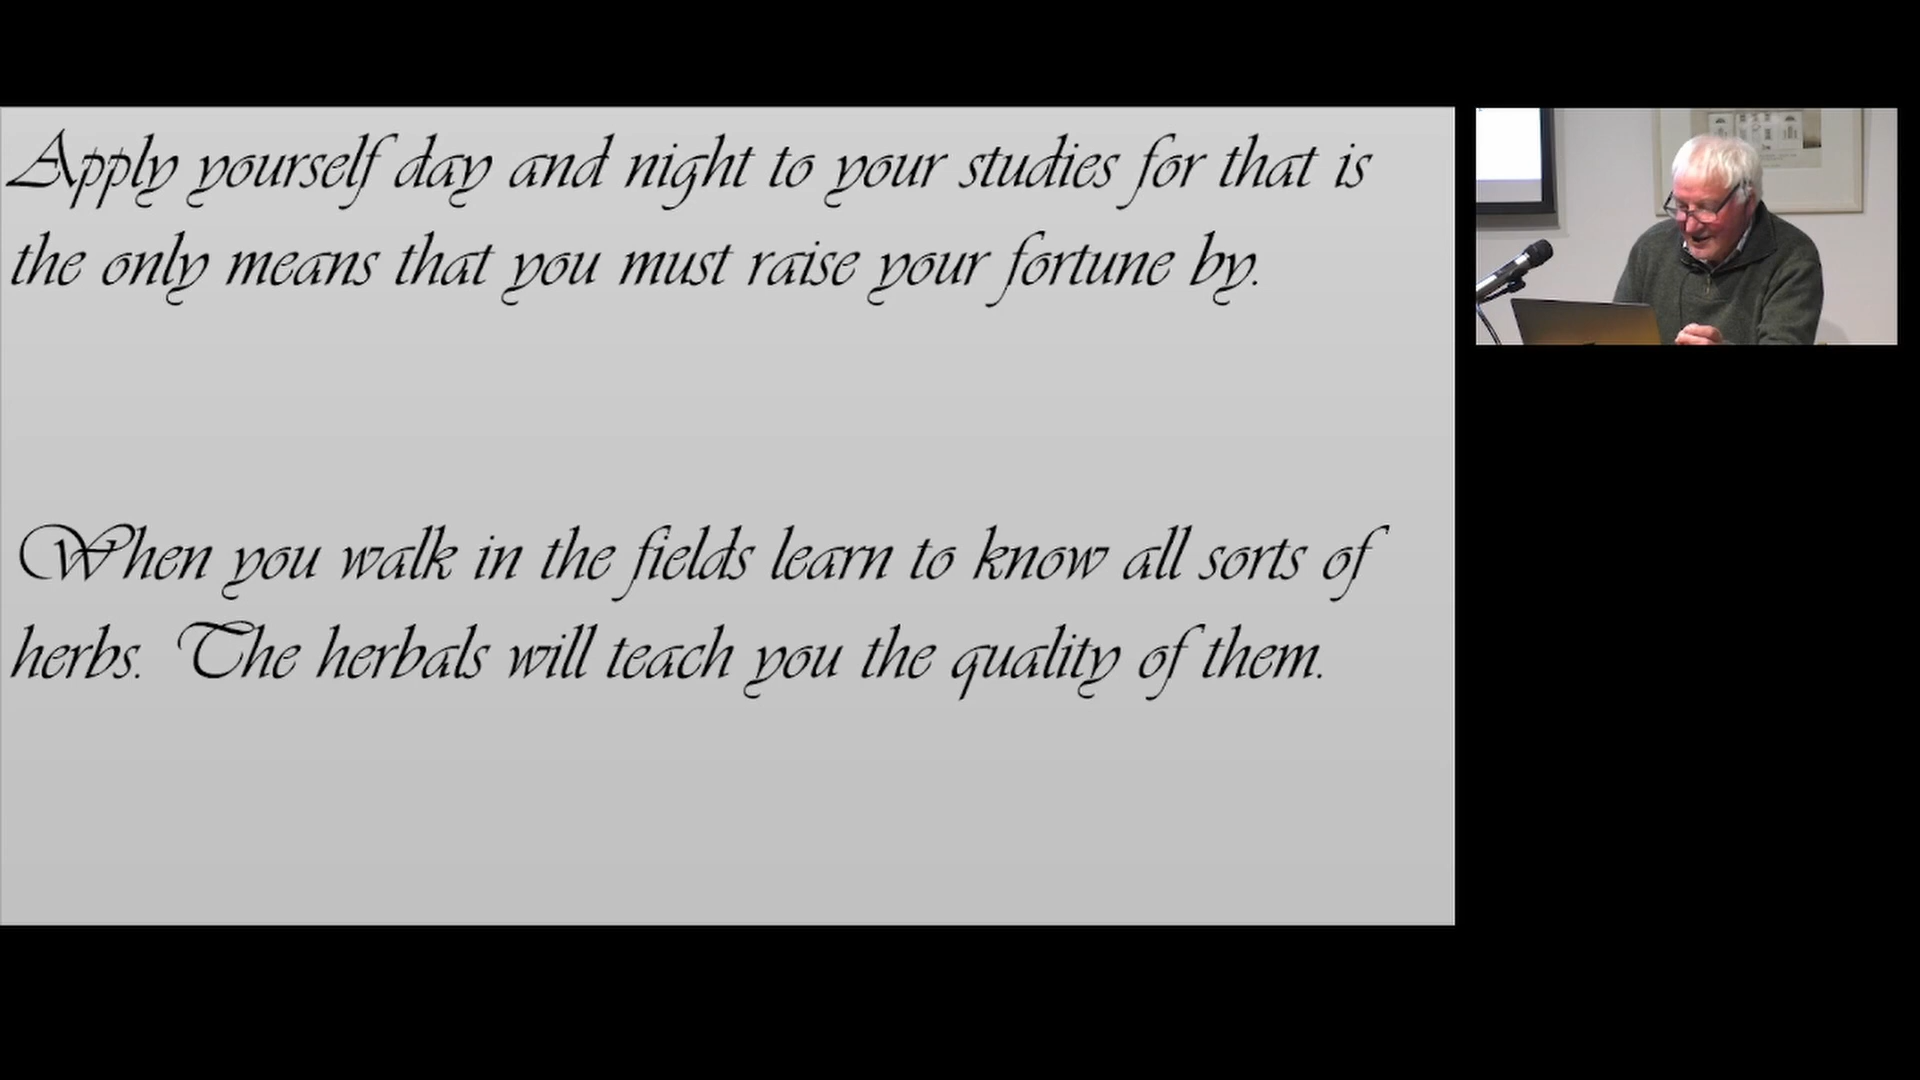 Apply yourself day and night to your studies for that is
the only means that you must raise your fortune by.
When you walk in the fields learn to know all sorts of
herbs. The herbals will teach you the quality of them.